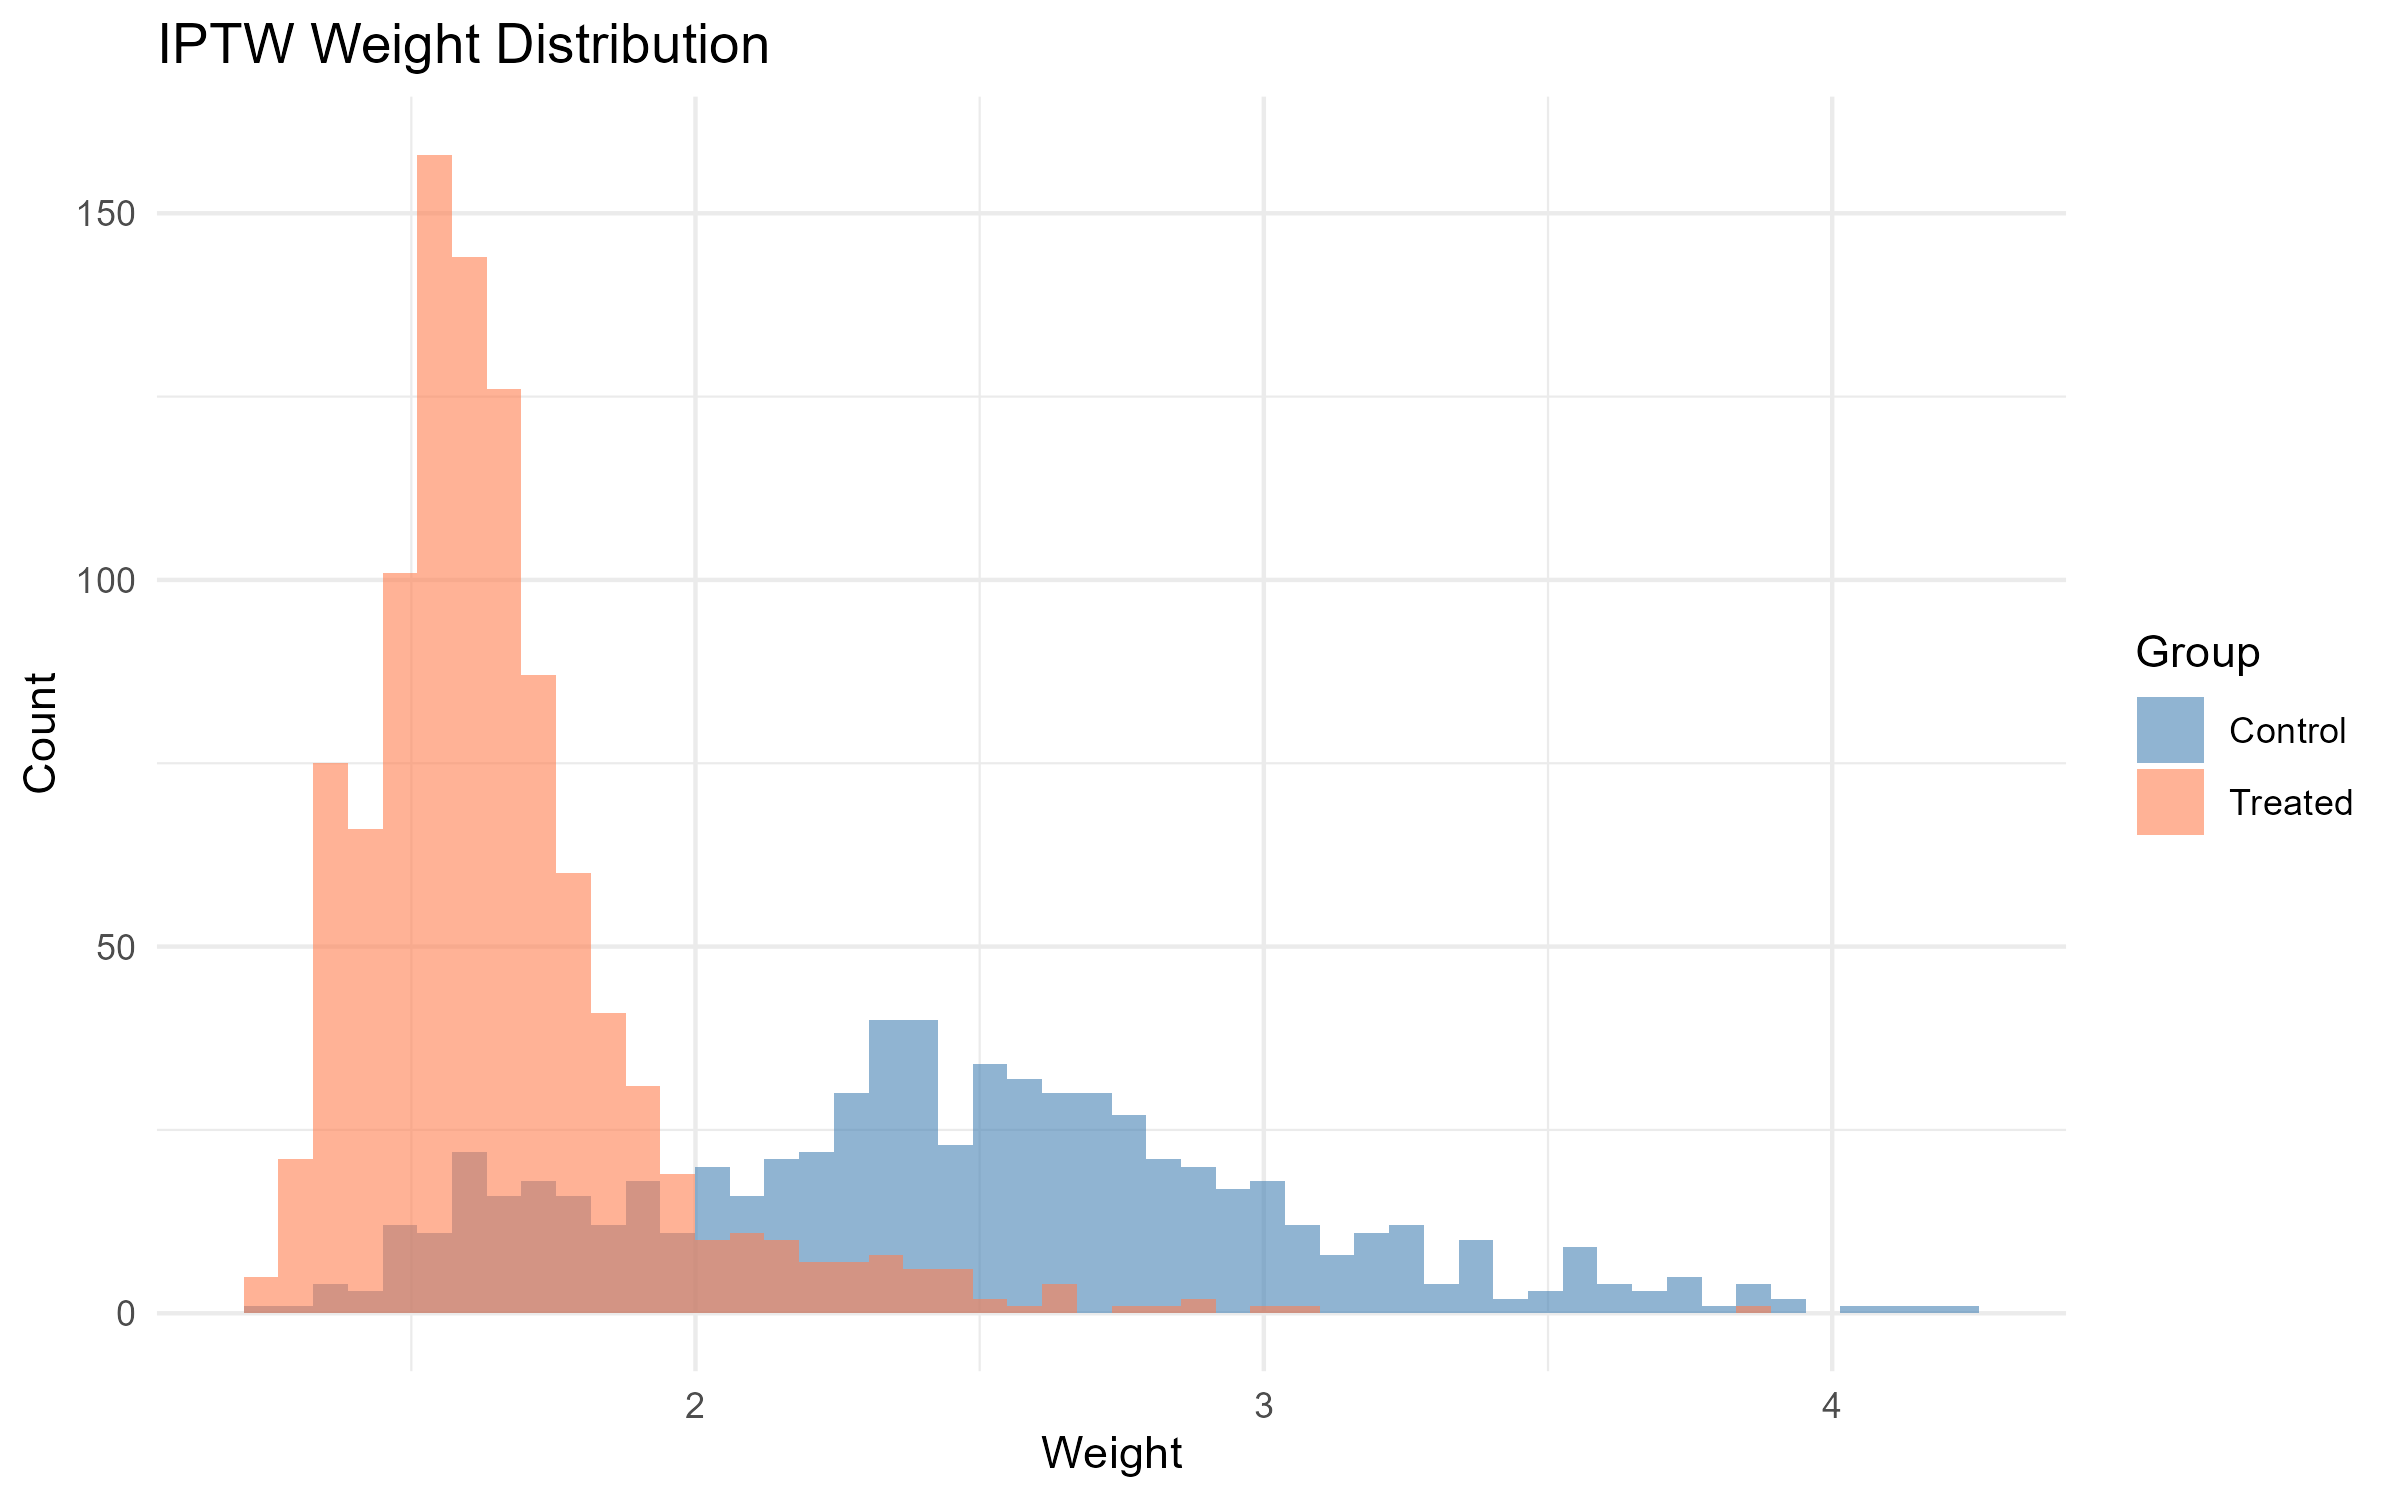 IPTW Weight Distribution
150
100
50
0
Count
2
3
4
Weight
Group
Control
Treated